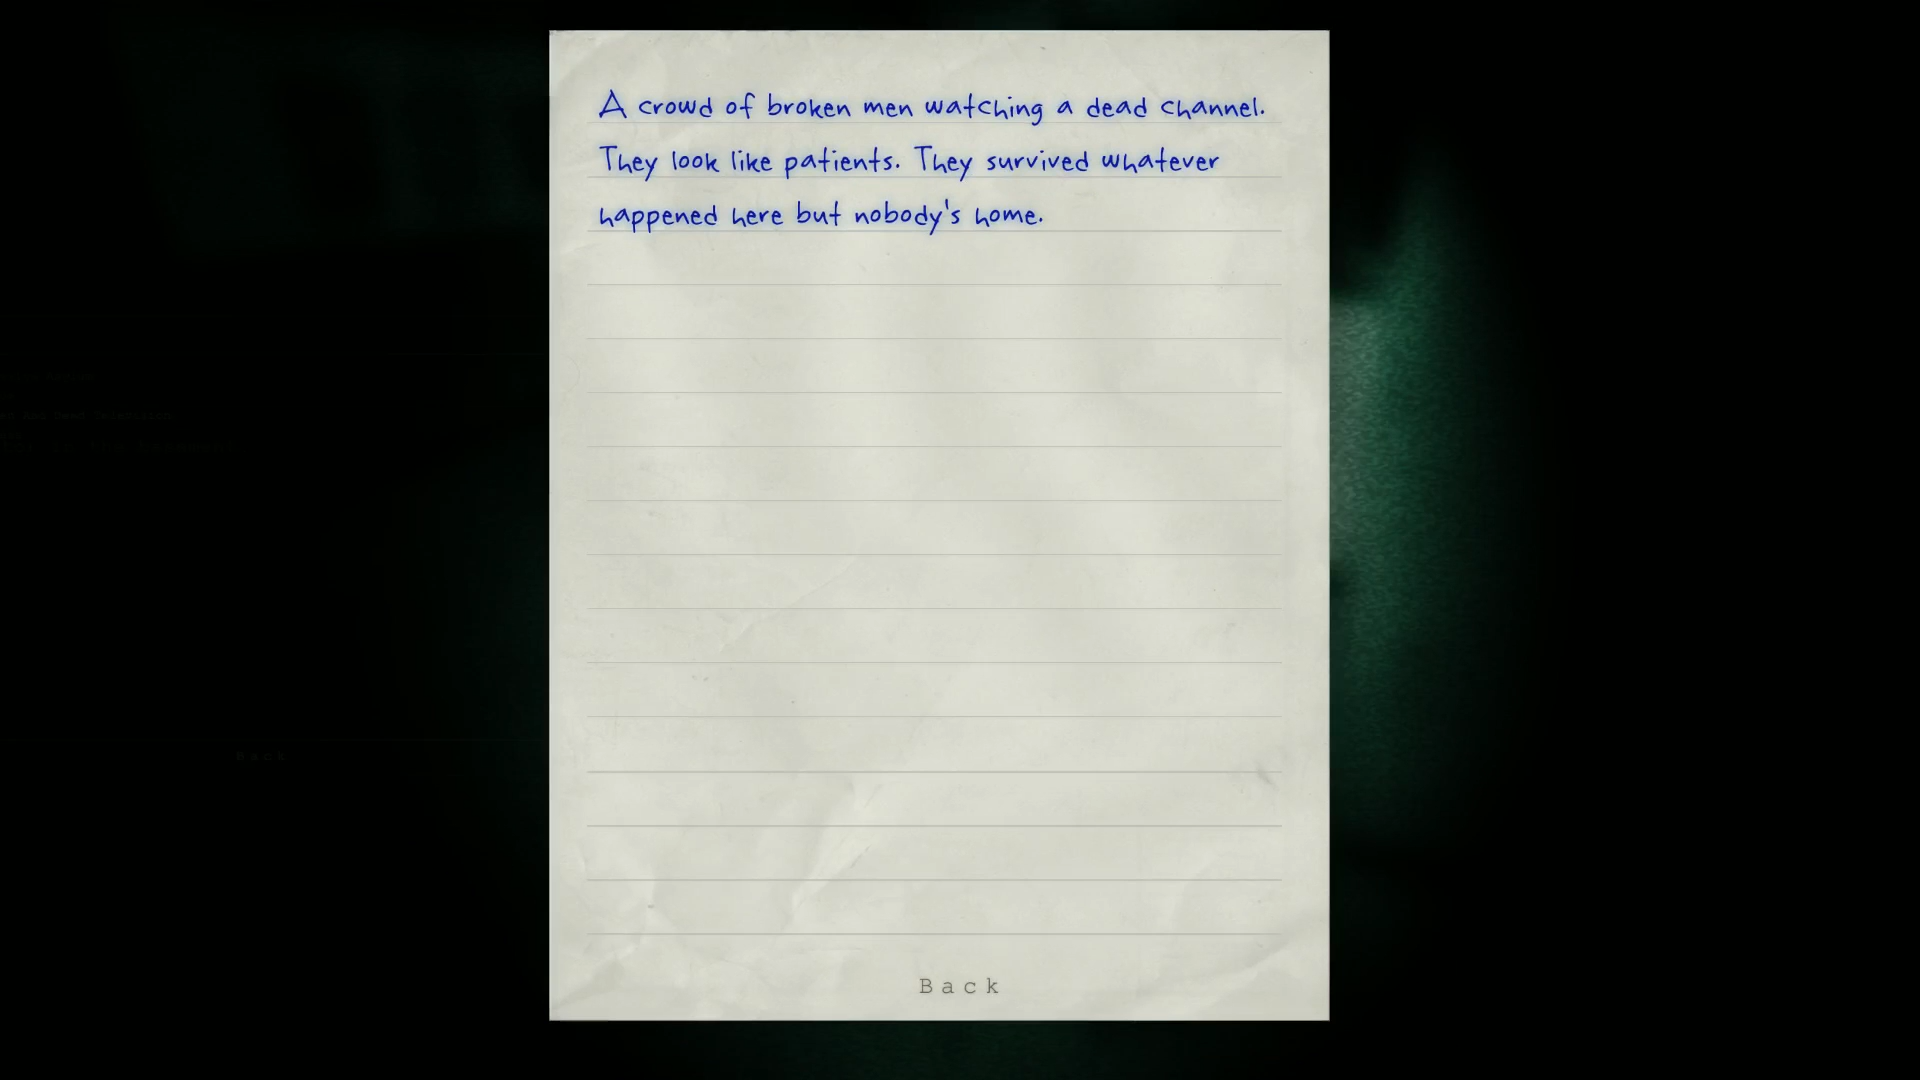 A crowd of broken men watching a dead channel.
They look like patients. They survived whatever
happened here but nobody's home.
Back
Back